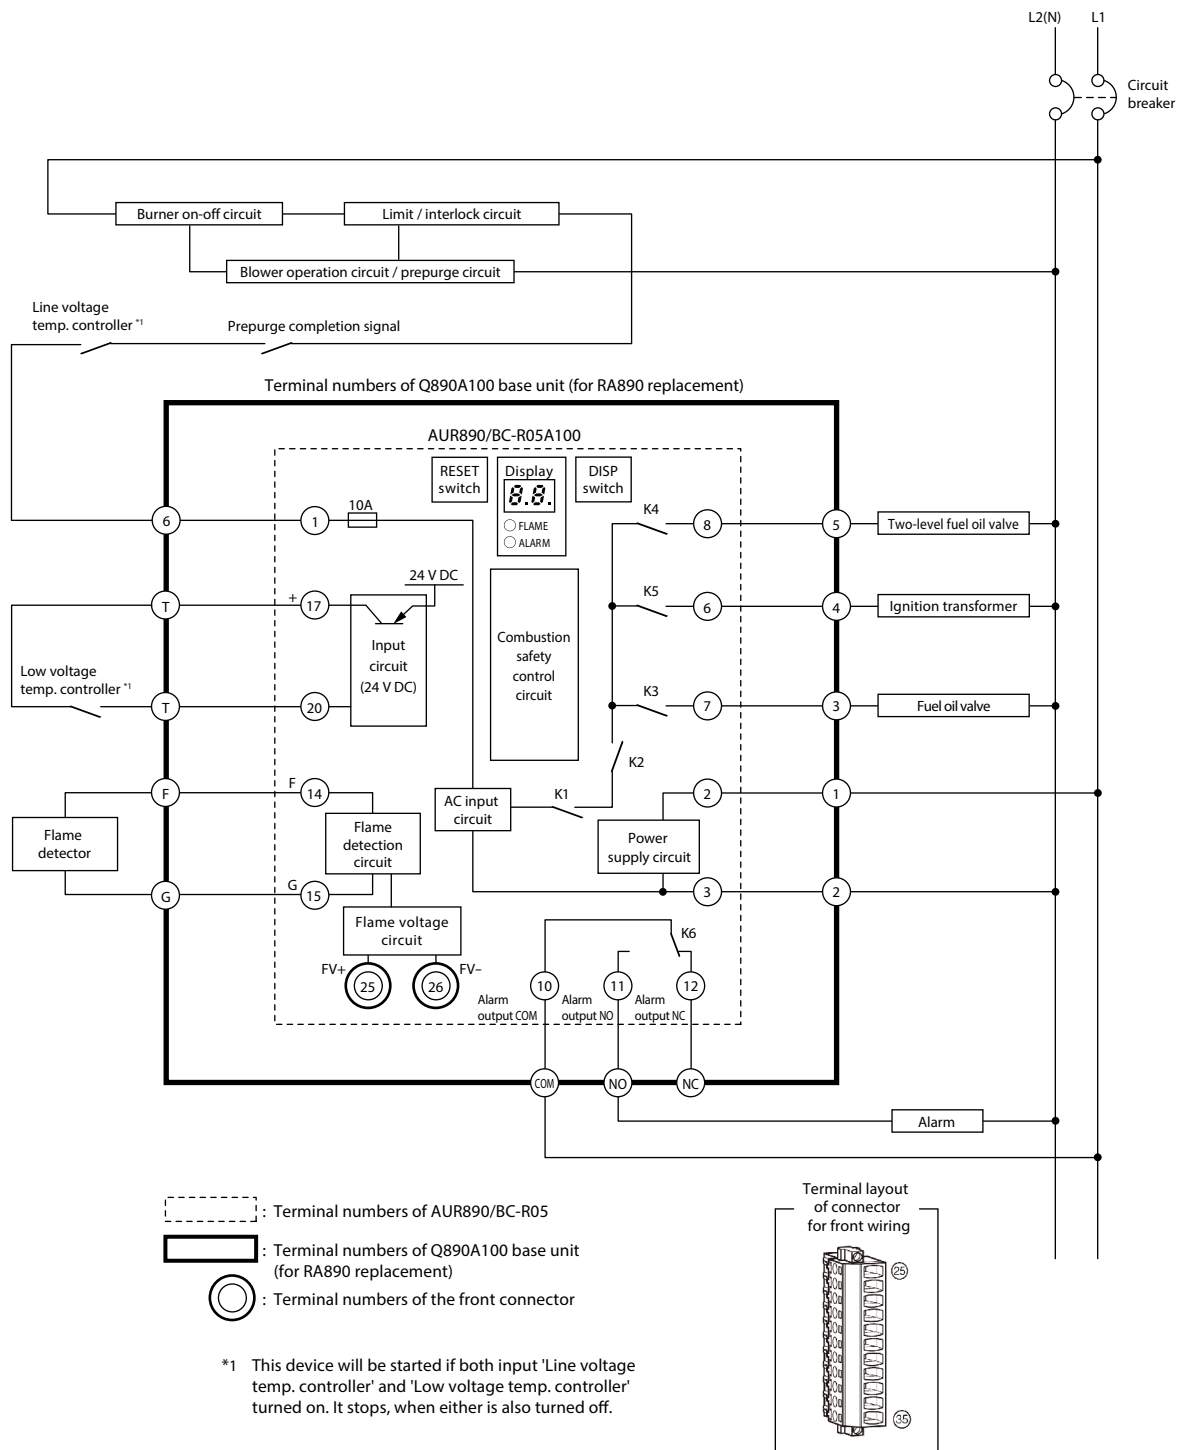 L2(N) L1
Circuit
breaker
Burner on-off circuit
Limit / interlock circuit
Blower operation circuit / prepurge circuit
Line voltage
temp. controller *1
Prepurge completion signal
Terminal numbers of Q890A100 base unit (for RA890 replacement)
AUR890/BC-R05A100
RESET
switch
Display
8.8.
FLAME
ALARM
DISP
switch
6
1
10A
K4
8
5
Two-level fuel oil valve
24 V DC
T
+
17
Input
circuit
(24 V DC)
Combustion
safety
control
circuit
K5
6
4
Ignition transformer
Low voltage
temp. controller *1
T
20
K3
7
3
Fuel oil valve
K2
F
F
14
AC input
circuit
K1
2
1
Flame
detector
Flame
detection
circuit
Power
supply circuit
G
G
15
3
2
Flame voltage
circuit
K6
FV+
25
FV–
26
10
11
12
Alarm
output COM
Alarm
output NO
Alarm
output NC
COM
NO
NC
Alarm
: Terminal numbers of AUR890/BC-R05
: Terminal numbers of Q890A100 base unit
(for RA890 replacement)
: Terminal numbers of the front connector
Terminal layout
of connector
for front wiring
25
35
*1 This device will be started if both input 'Line voltage
temp. controller' and 'Low voltage temp. controller'
turned on. It stops, when either is also turned off.